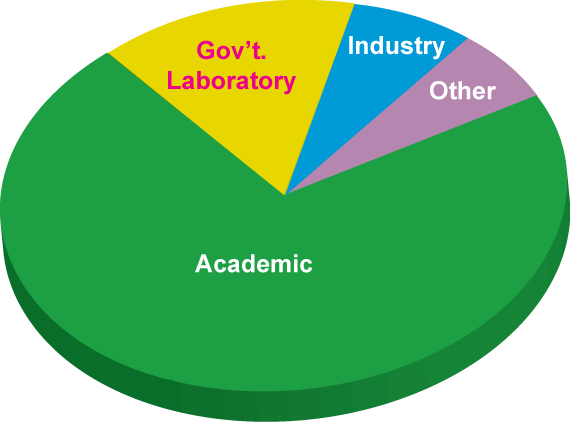 Gov’t.
Laboratory
Industry
Other
Academic